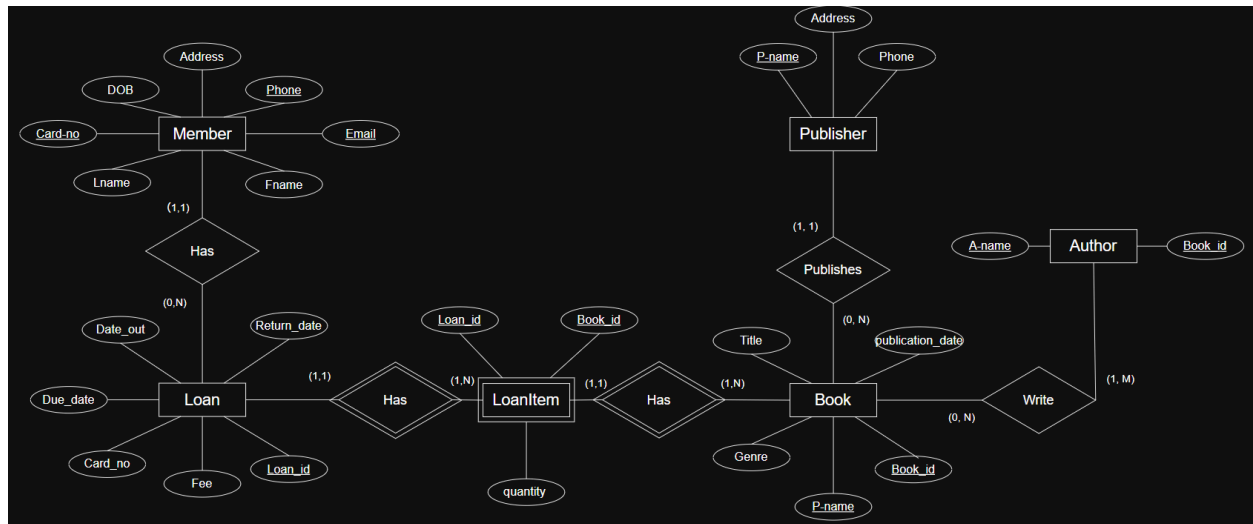 Address
Address
P-name
Phone
DOB
Phone
Card-no
Member
Email
Publisher
Lname
Fname
(1,1)
(1, 1)
Has
A-name
Author
Book_id
Publishes
(0,N)
Date_out
Return_date
Loan_id
Book_id
(0, N)
Title
publication_date
(1,1)
(1,N)
(1,1)
(1,N)
(1, M)
Due_date
Loan
Has
LoanItem
Has
Book
Write
(0, N)
Card_no
Fee
Loan_id
Genre
Book_id
quantity
P-name